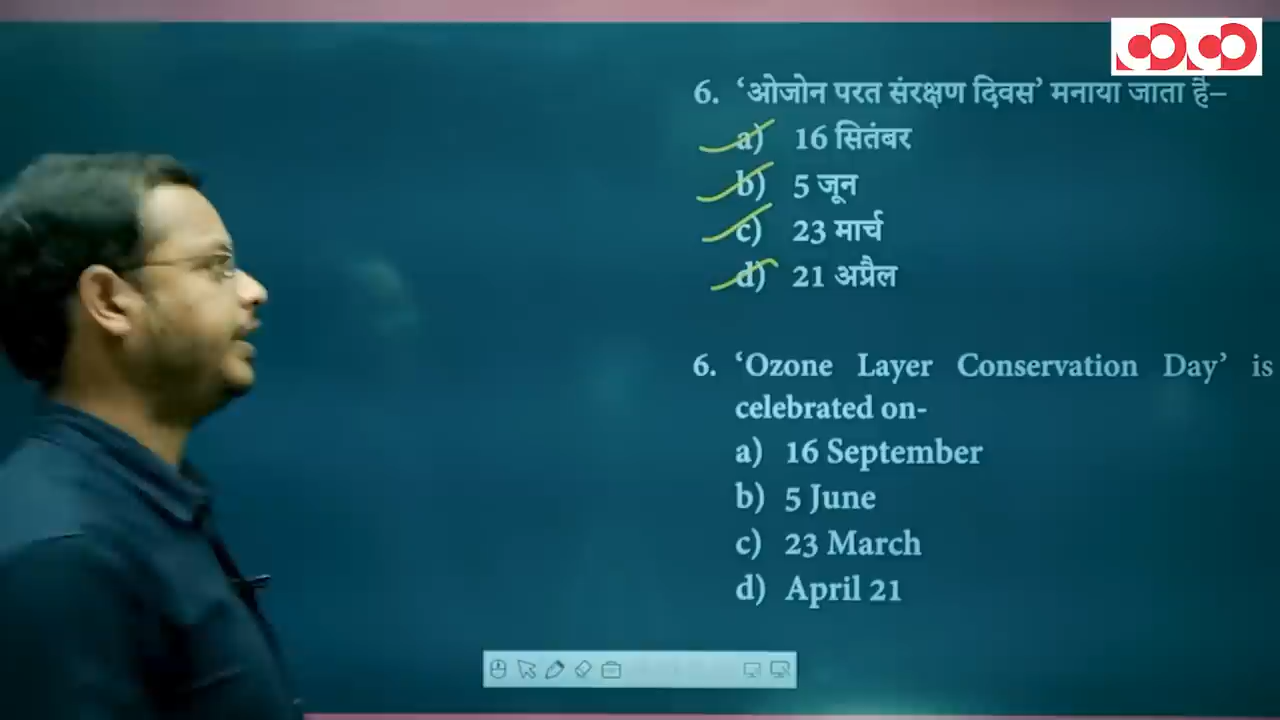 6. ‘ओजोन परत संरक्षण दिवस’ मनाया जाता है–
a) 16 सितंबर
b) 5 जून
c) 23 मार्च
d) 21 अप्रैल
6. ‘Ozone Layer Conservation Day’ is
celebrated on-
a) 16 September
b) 5 June
c) 23 March
d) April 21